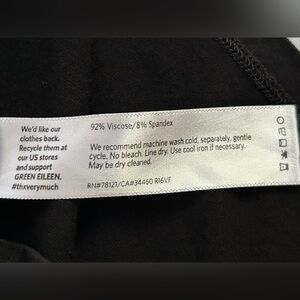 We'd like our
clothes back.
Recycle them at
our US stores
and support
GREEN EILEEN.
#thxverymuch
92% Viscose/8% Spandex
We recommend machine wash cold, separately, gentle
cycle. No bleach. Line dry. Use cool iron if necessary.
May be dry cleaned.
RN#78121/CA#34460 R16VF